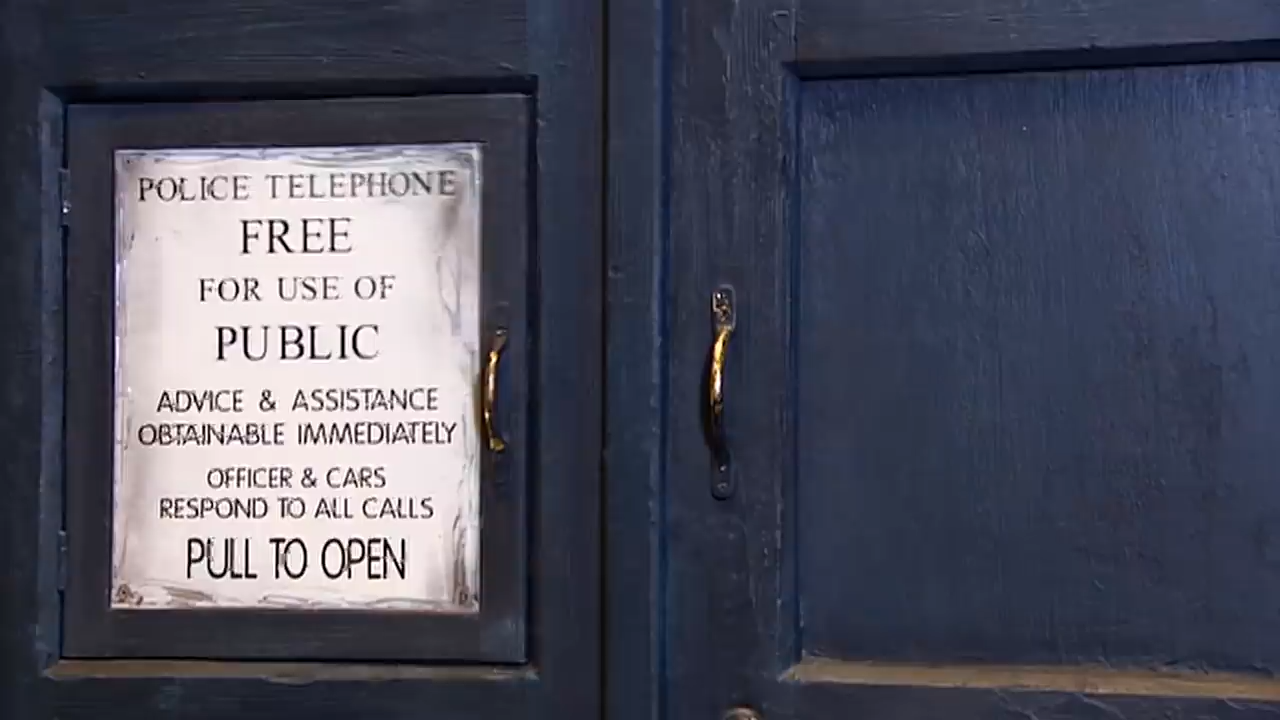 POLICE TELEPHONE
FREE
FOR USE OF
PUBLIC
ADVICE & ASSISTANCE
OBTAINABLE IMMEDIATELY
OFFICER & CARS
RESPOND TO ALL CALLS
PULL TO OPEN